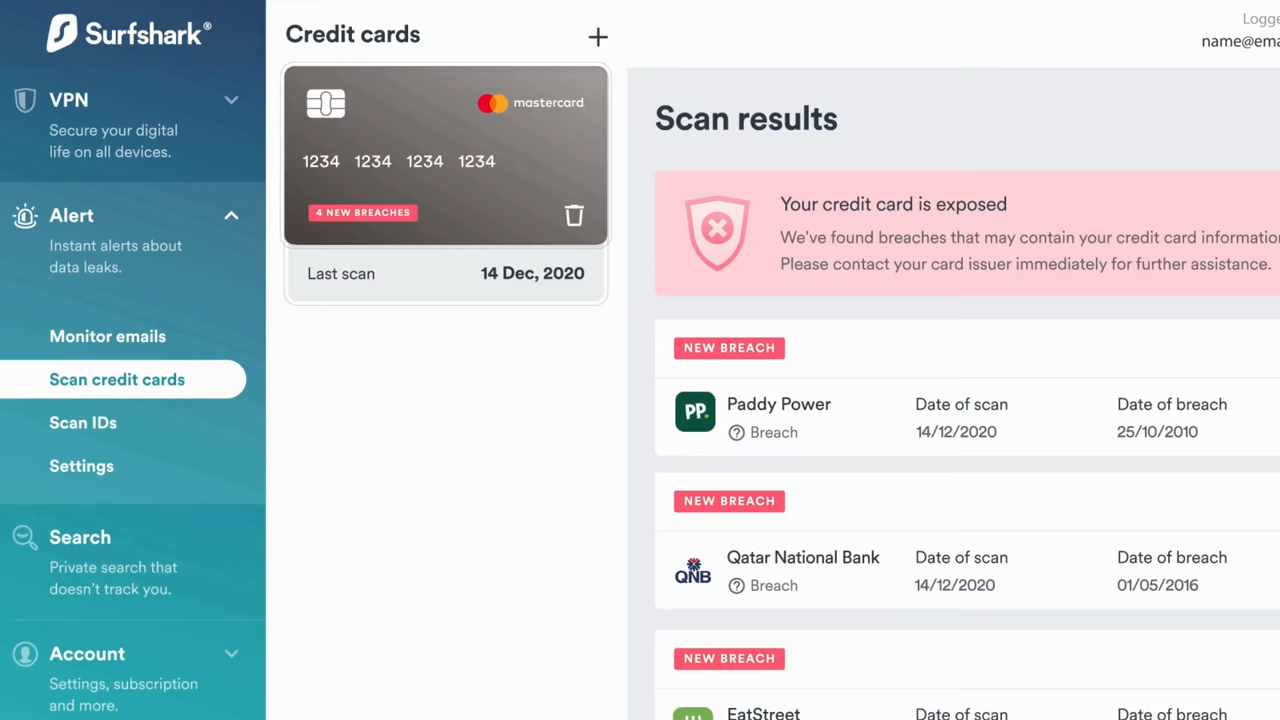 Surfshark®
VPN
Secure your digital
life on all devices.
Alert
Instant alerts about
data leaks.
Monitor emails
Scan credit cards
Scan IDs
Settings
Search
Private search that
doesn't track you.
Account
Settings, subscription
and more.
Credit cards
mastercard.
1234 1234 1234 1234
4 NEW BREACHES
Last scan 14 Dec, 2020
Logge
name@ema
Scan results
Your credit card is exposed
We've found breaches that may contain your credit card information
Please contact your card issuer immediately for further assistance.
NEW BREACH
PP.
Paddy Power Date of scan Date of breach
Breach 14/12/2020 25/10/2010
NEW BREACH
QNB
Qatar National Bank Date of scan Date of breach
Breach 14/12/2020 01/05/2016
NEW BREACH
EatStreet Date of scan Date of breach